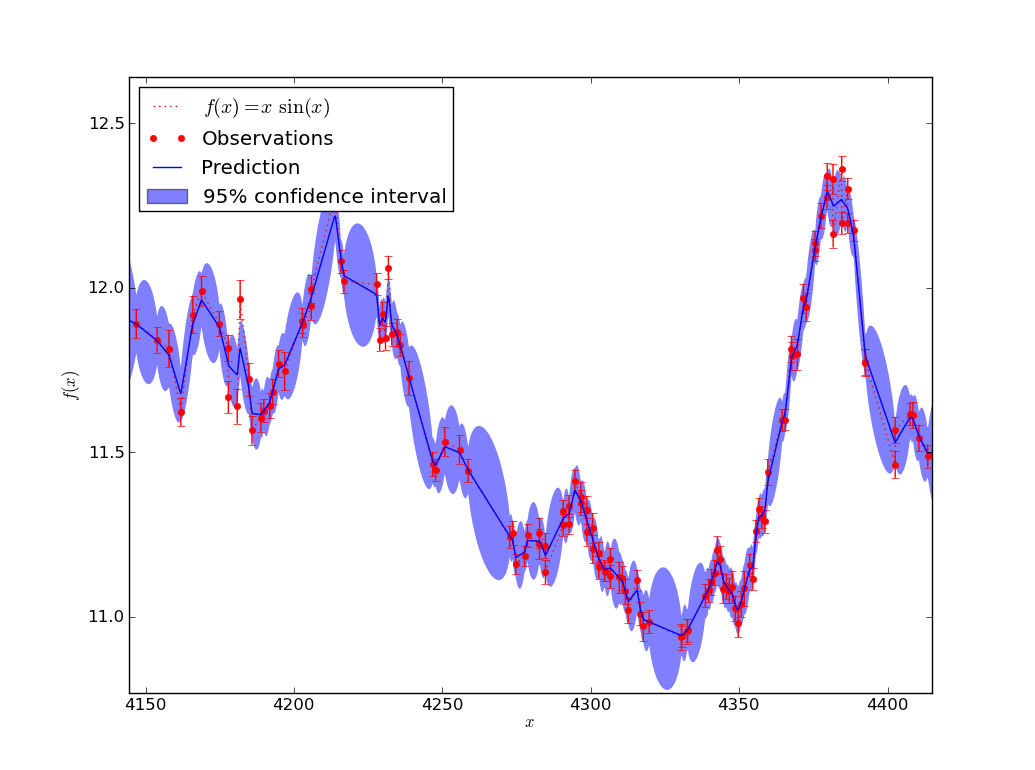 f(x) = x sin(x)
Observations
Prediction
95% confidence interval
12.5
12.0
11.5
11.0
f(x)
4150 4200 4250 4300 4350 4400
x